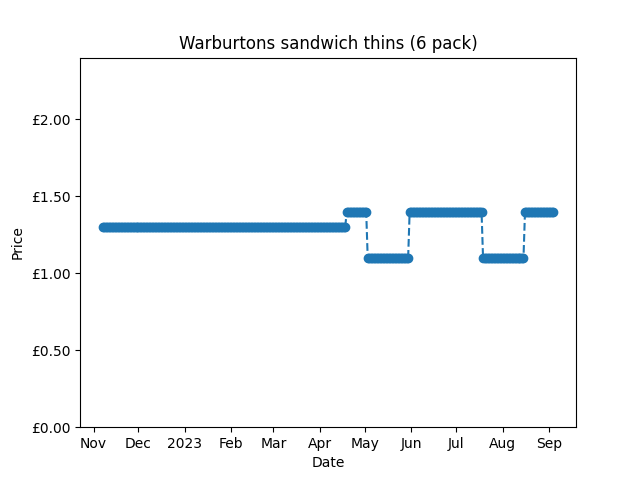 Warburtons sandwich thins (6 pack)
£2.00
£1.50
£1.00
£0.50
£0.00
Price
Nov Dec 2023 Feb Mar Apr May Jun Jul Aug Sep
Date